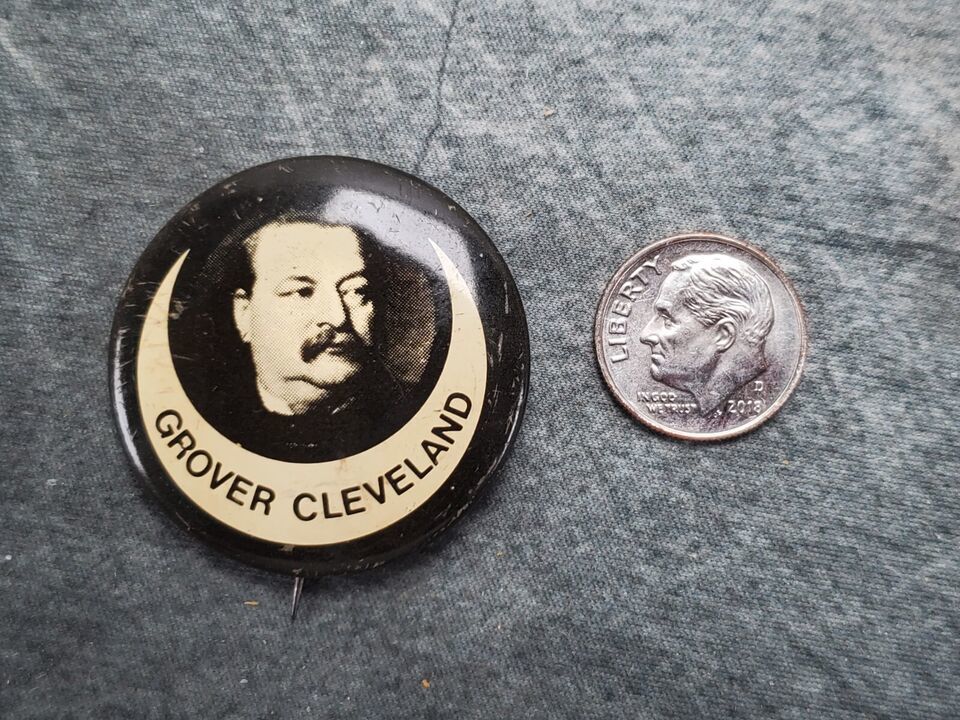 GROVER CLEVELAND
LIBERTY
IN GOD
WE TRUST
D
2018